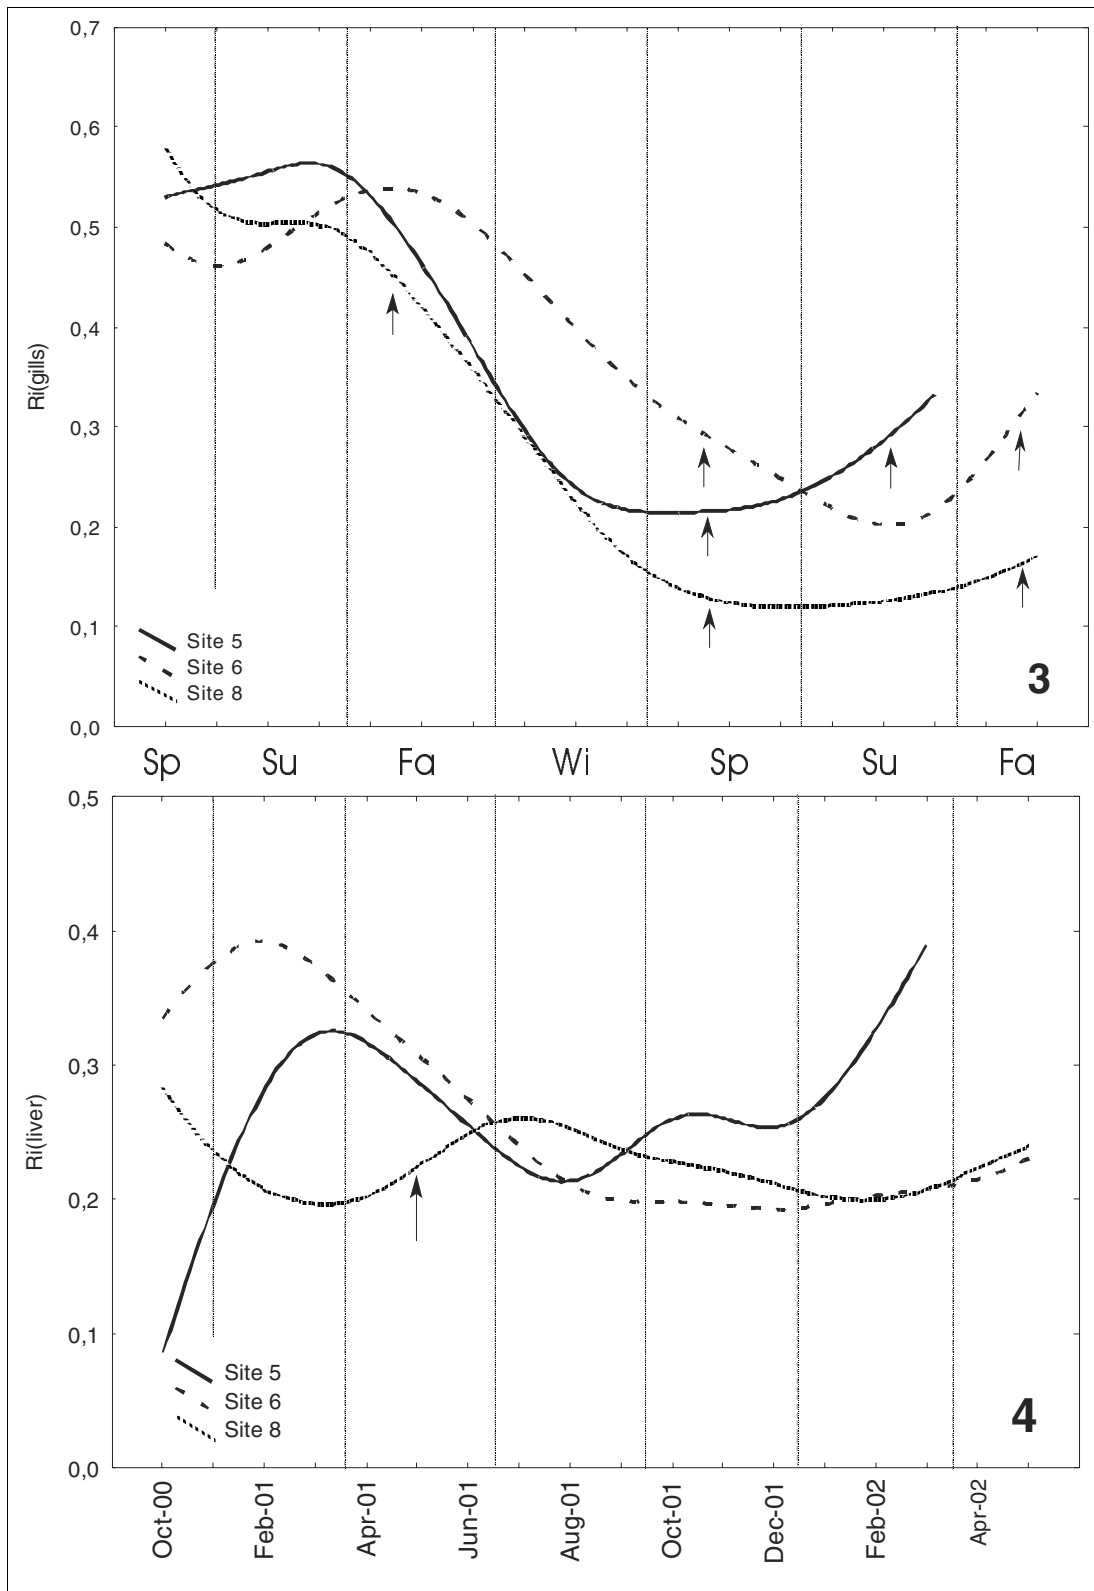 0,7
0,6
0,5
0,4
0,3
0,2
0,1
0,0
Ri(gills)
Site 5
Site 6
Site 8
3
Sp Su Fa Wi Sp Su Fa
0,5
0,4
0,3
0,2
0,1
0,0
Ri(liver)
Site 5
Site 6
Site 8
4
Oct-00 Feb-01 Apr-01 Jun-01 Aug-01 Oct-01 Dec-01 Feb-02 Apr-02